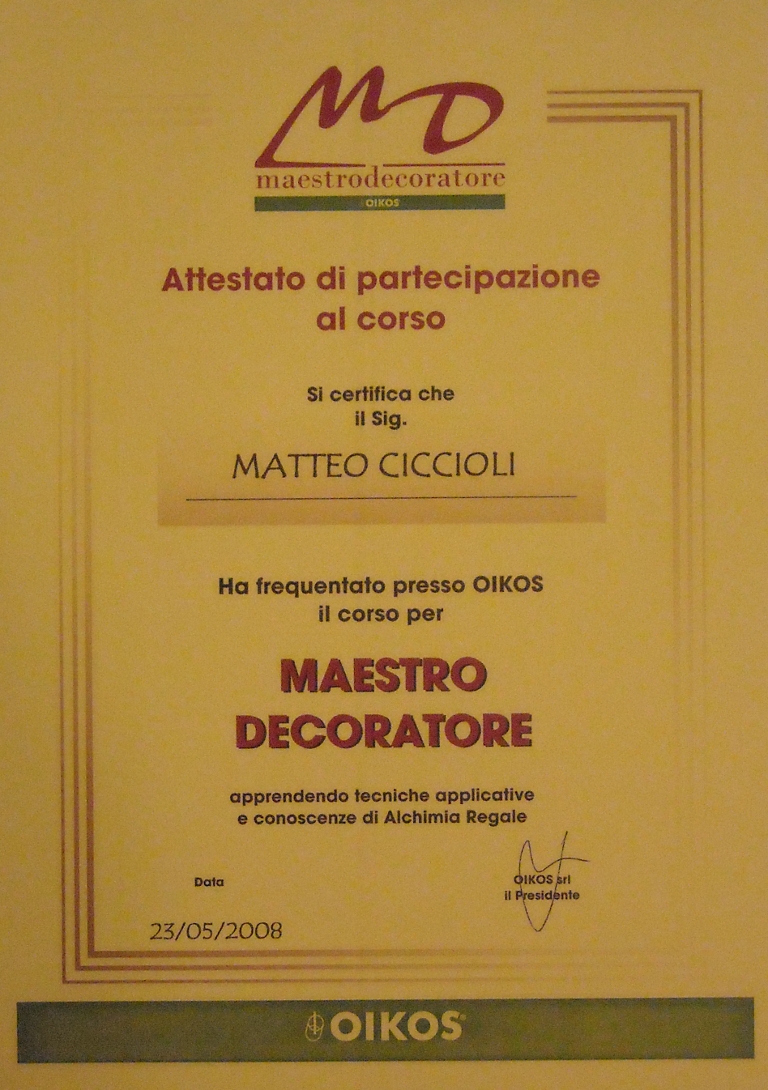 MD
maestrodecoratore
OIKOS
Attestato di partecipazione
al corso
Si certifica che
il Sig.
MATTEO CICCIOLI
Ha frequentato presso OIKOS
il corso per
MAESTRO
DECORATORE
apprendendo tecniche applicative
e conoscenze di Alchimia Regale
Data
23/05/2008
OIKOS srl
il Presidente
OIKOS®